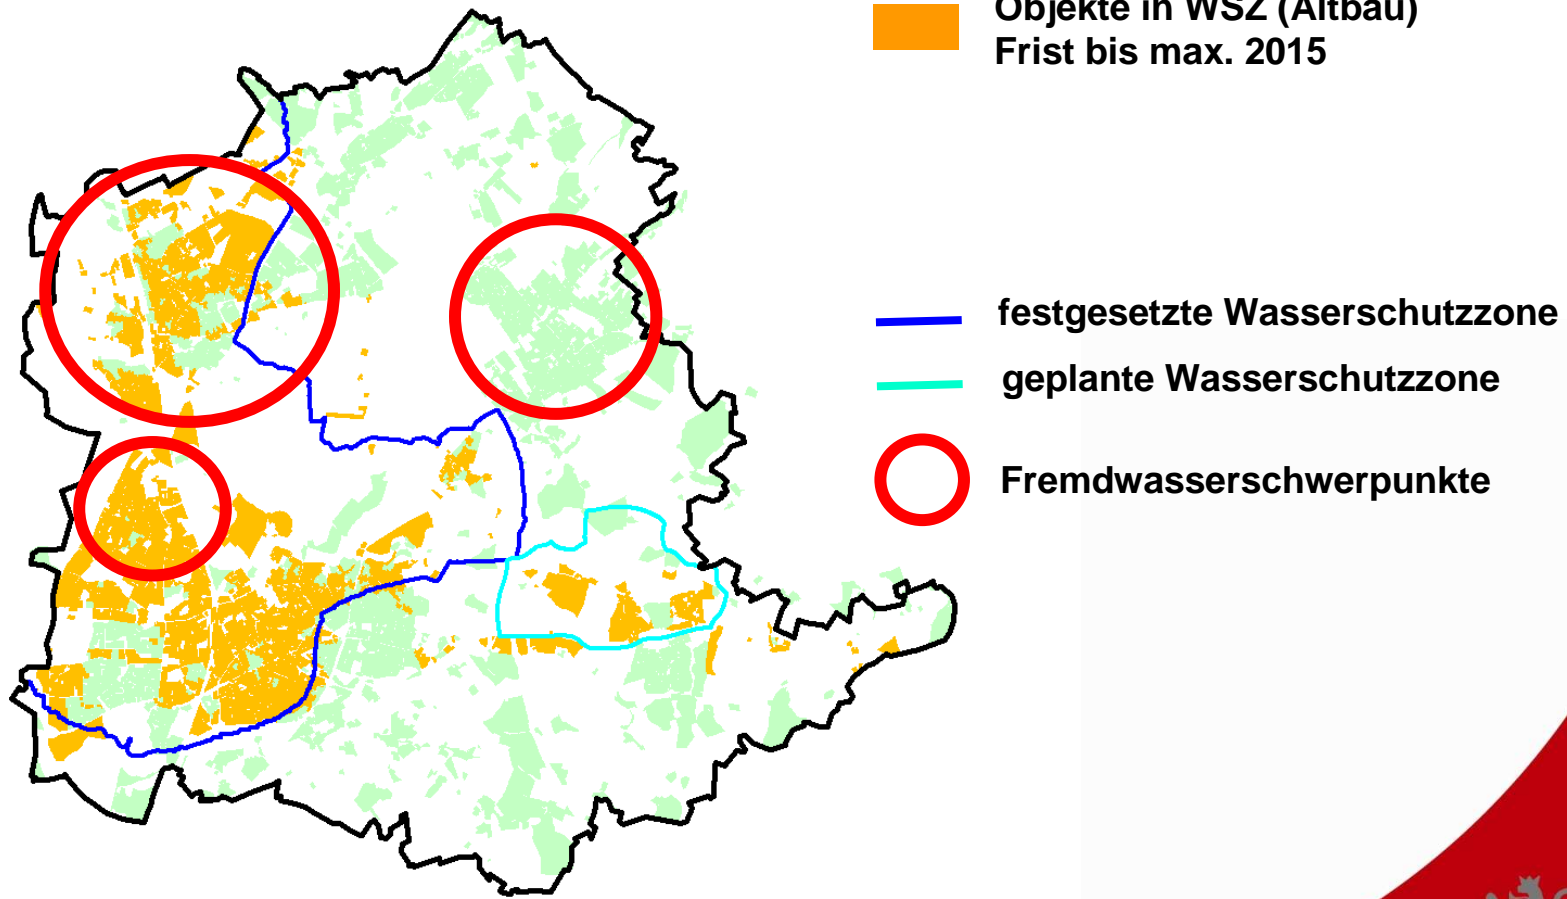 Objekte in WSZ (Altbau)
Frist bis max. 2015
festgesetzte Wasserschutzzone
geplante Wasserschutzzone
Fremdwasserschwerpunkte